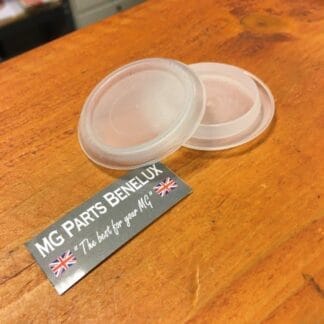 MG PARTS BENELUX
"The best for your MG"